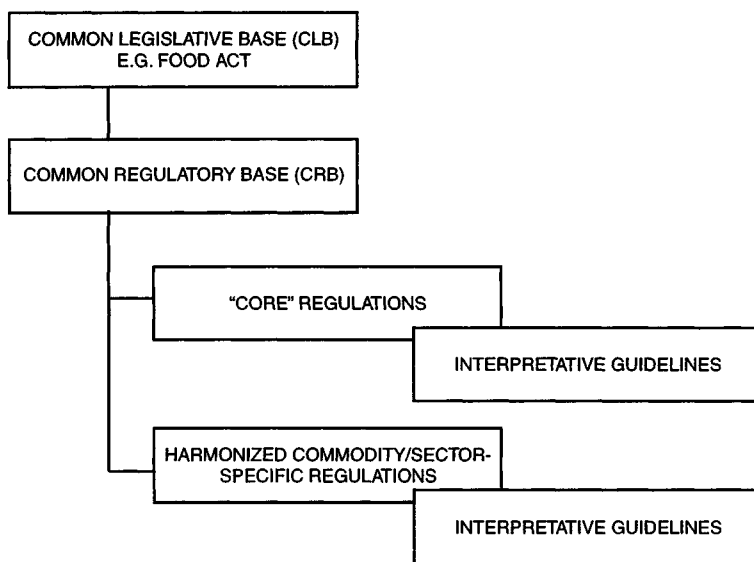 COMMON LEGISLATIVE BASE (CLB)
E.G. FOOD ACT
COMMON REGULATORY BASE (CRB)
“CORE” REGULATIONS
INTERPRETATIVE GUIDELINES
HARMONIZED COMMODITY/SECTOR-
SPECIFIC REGULATIONS
INTERPRETATIVE GUIDELINES